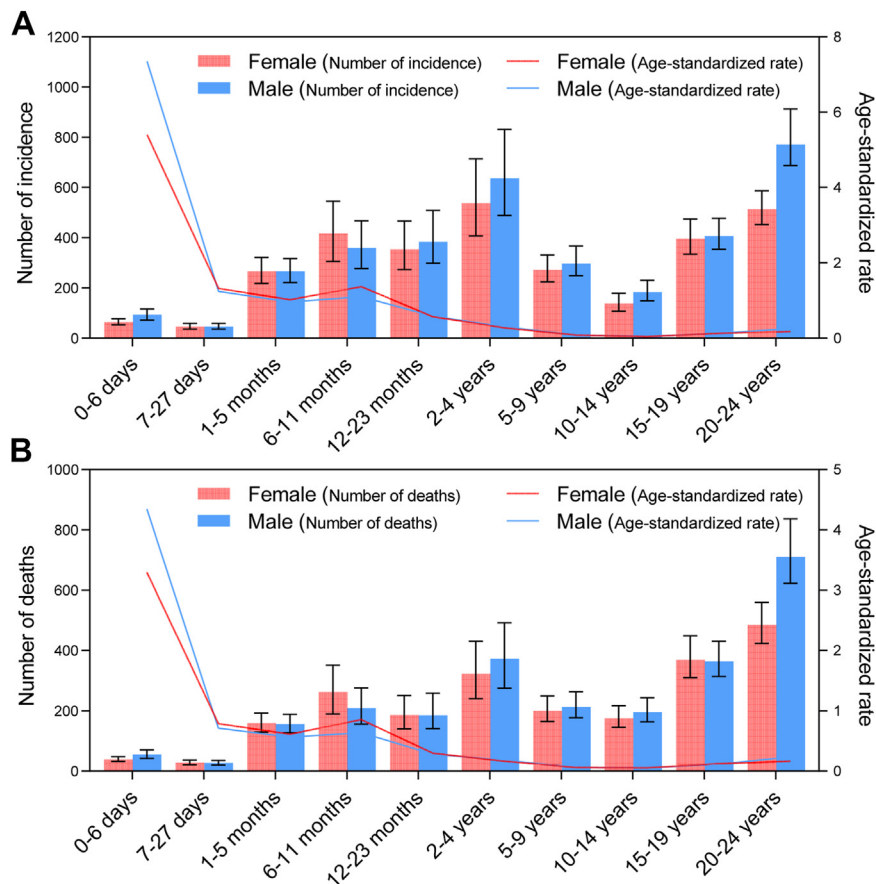 A
1200
1000
800
600
400
200
0
Number of incidence
Female (Number of incidence)
Male (Number of incidence)
Female (Age-standardized rate)
Male (Age-standardized rate)
8
6
4
2
0
Age-standardized rate
0-6 days
7-27 days
1-5 months
6-11 months
12-23 months
2-4 years
5-9 years
10-14 years
15-19 years
20-24 years
B
1000
800
600
400
200
0
Number of deaths
Female (Number of deaths)
Male (Number of deaths)
Female (Age-standardized rate)
Male (Age-standardized rate)
5
4
3
2
1
0
Age-standardized rate
0-6 days
7-27 days
1-5 months
6-11 months
12-23 months
2-4 years
5-9 years
10-14 years
15-19 years
20-24 years